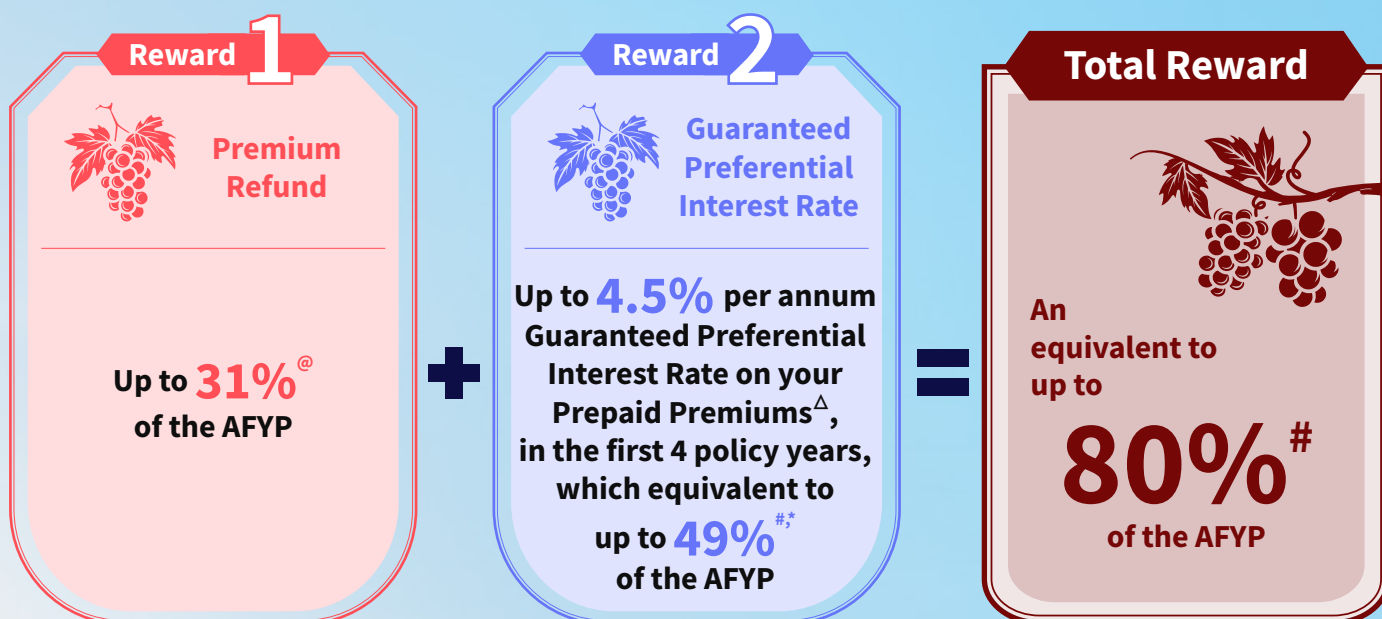 Reward 1
Premium
Refund
Up to 31%@
of the AFYP
+
Reward 2
Guaranteed
Preferential
Interest Rate
Up to 4.5% per annum
Guaranteed Preferential
Interest Rate on your
Prepaid Premiums△,
in the first 4 policy years,
which equivalent to
up to 49%#,*
of the AFYP
=
Total Reward
An
equivalent to
up to
80%#
of the AFYP